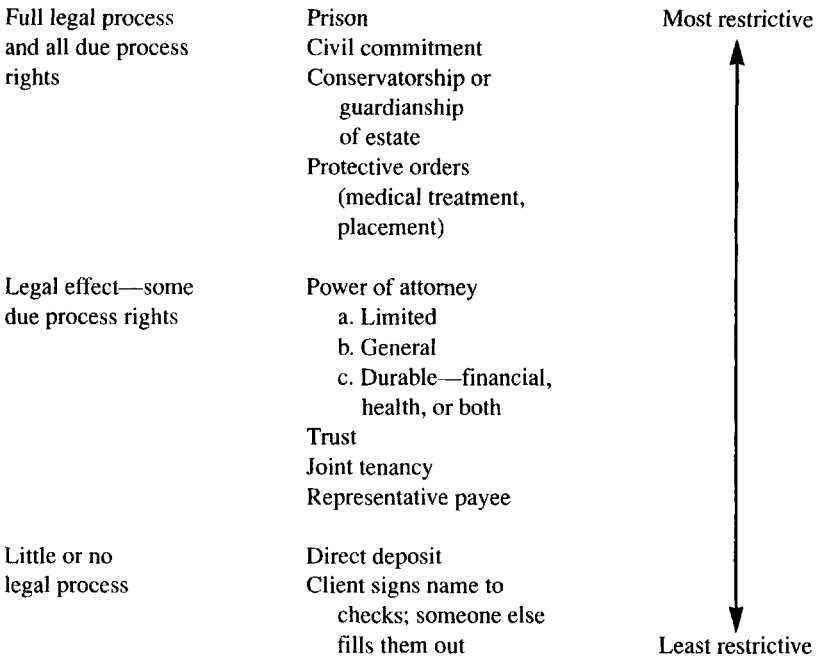 Full legal process
and all due process
rights
Prison
Civil commitment
Conservatorship or
guardianship
of estate
Protective orders
(medical treatment,
placement)
Most restrictive
Legal effect—some
due process rights
Power of attorney
a. Limited
b. General
c. Durable—financial,
health, or both
Trust
Joint tenancy
Representative payee
Little or no
legal process
Direct deposit
Client signs name to
checks; someone else
fills them out
Least restrictive